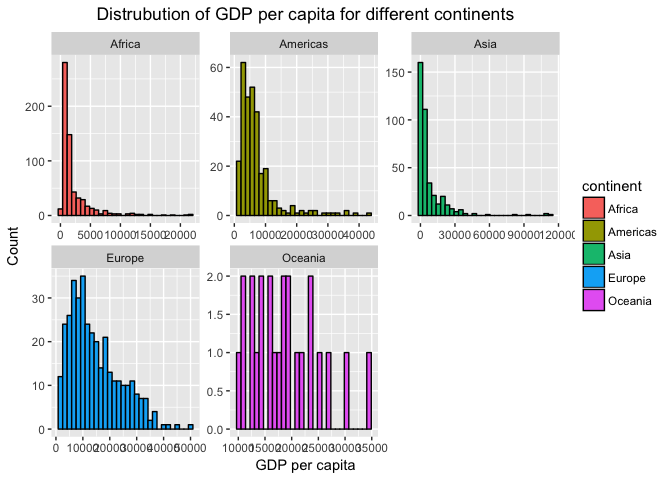 Distrubution of GDP per capita for different continents
Africa
Americas
Asia
200
100
0
0 5000 10000 15000 20000
60
40
20
0
0 10000 20000 30000 40000
150
100
50
0
0 30000 60000 90000 120000
Count
Europe
Oceania
30
20
10
0
0 10000 20000 30000 40000 50000
2.0
1.5
1.0
0.5
0.0
10000 15000 20000 25000 30000 35000
GDP per capita
continent
Africa
Americas
Asia
Europe
Oceania